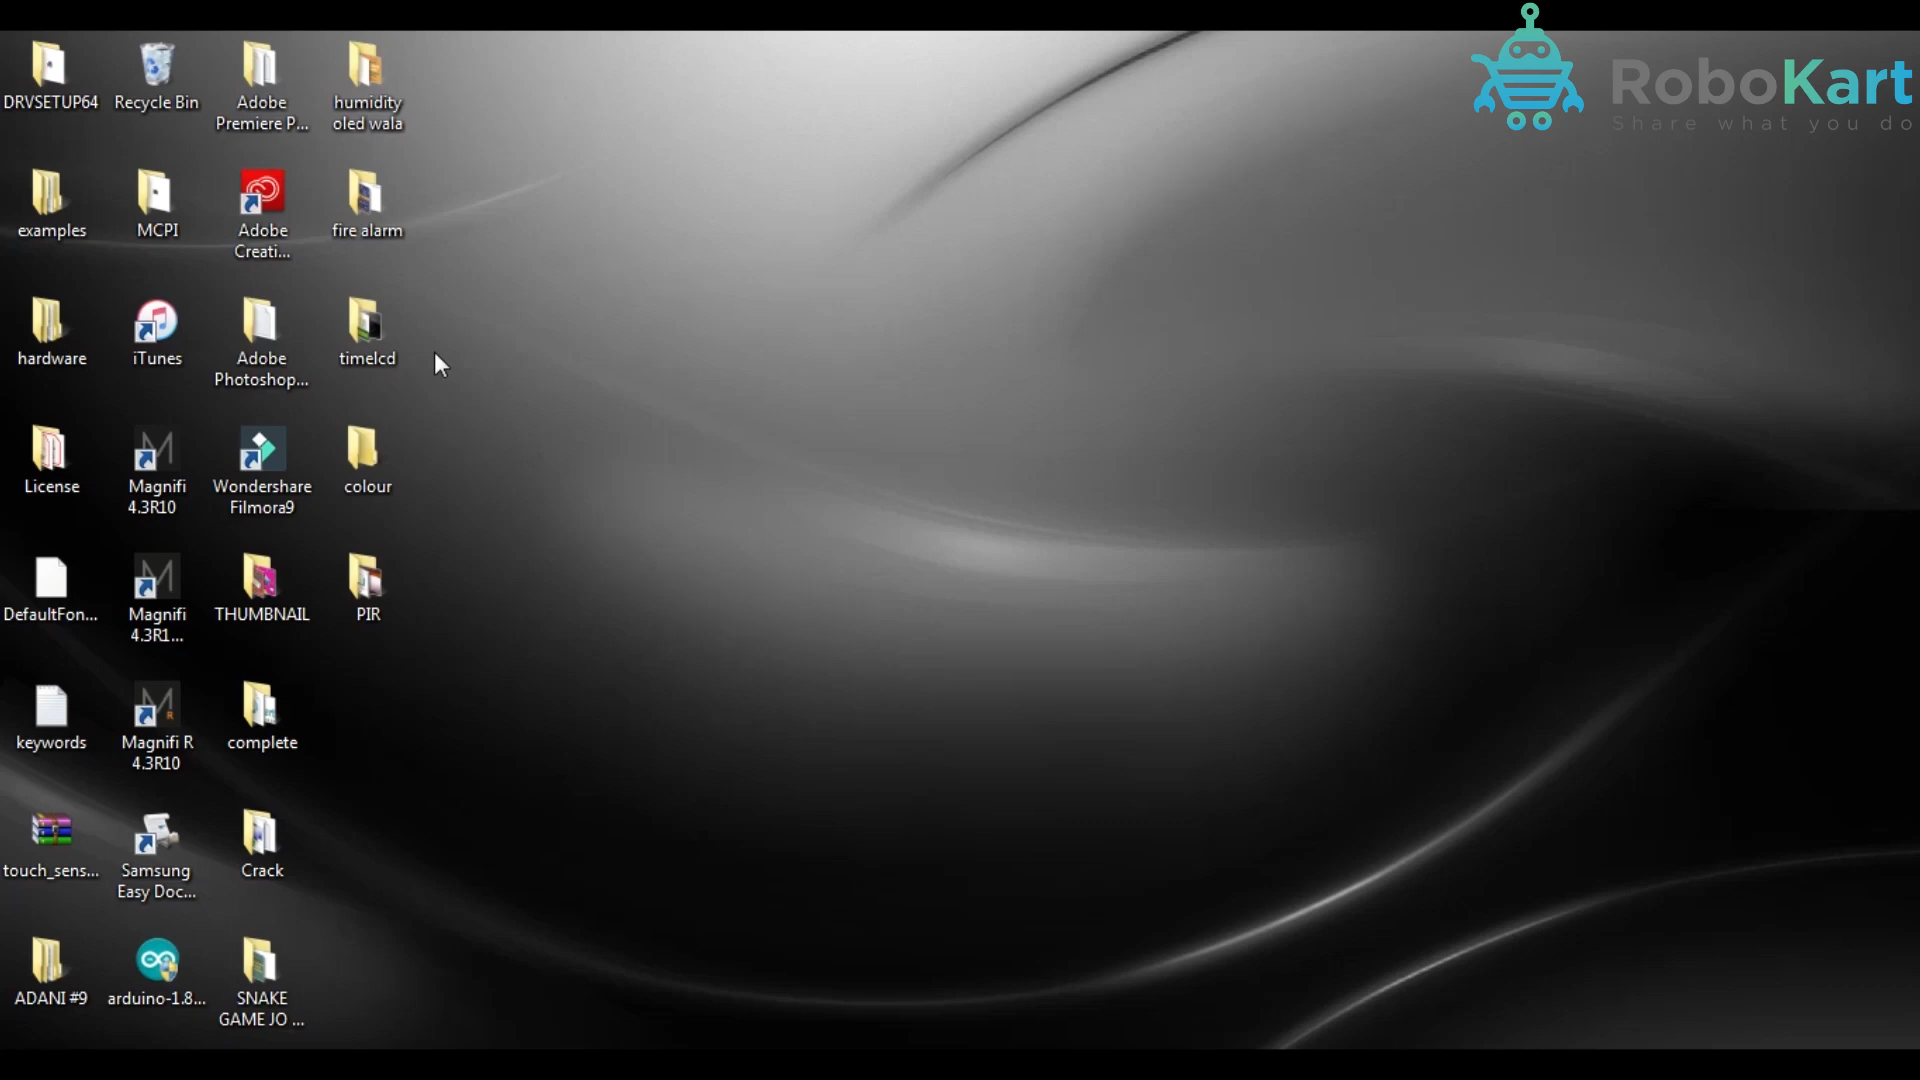 RoboKart
Share what you do
DRVSETUP64
Recycle Bin
Adobe
Premiere P...
humidity
oled wala
examples
MCPI
Adobe
Creati...
fire alarm
hardware
iTunes
Adobe
Photoshop...
timelcd
License
Magnifi
4.3R10
Wondershare
Filmora9
colour
DefaultFon...
Magnifi
4.3R1...
THUMBNAIL
PIR
keywords
Magnifi R
4.3R10
complete
touch_sens...
Samsung
Easy Doc...
Crack
ADANI #9
arduino-1.8...
SNAKE
GAME JO ...